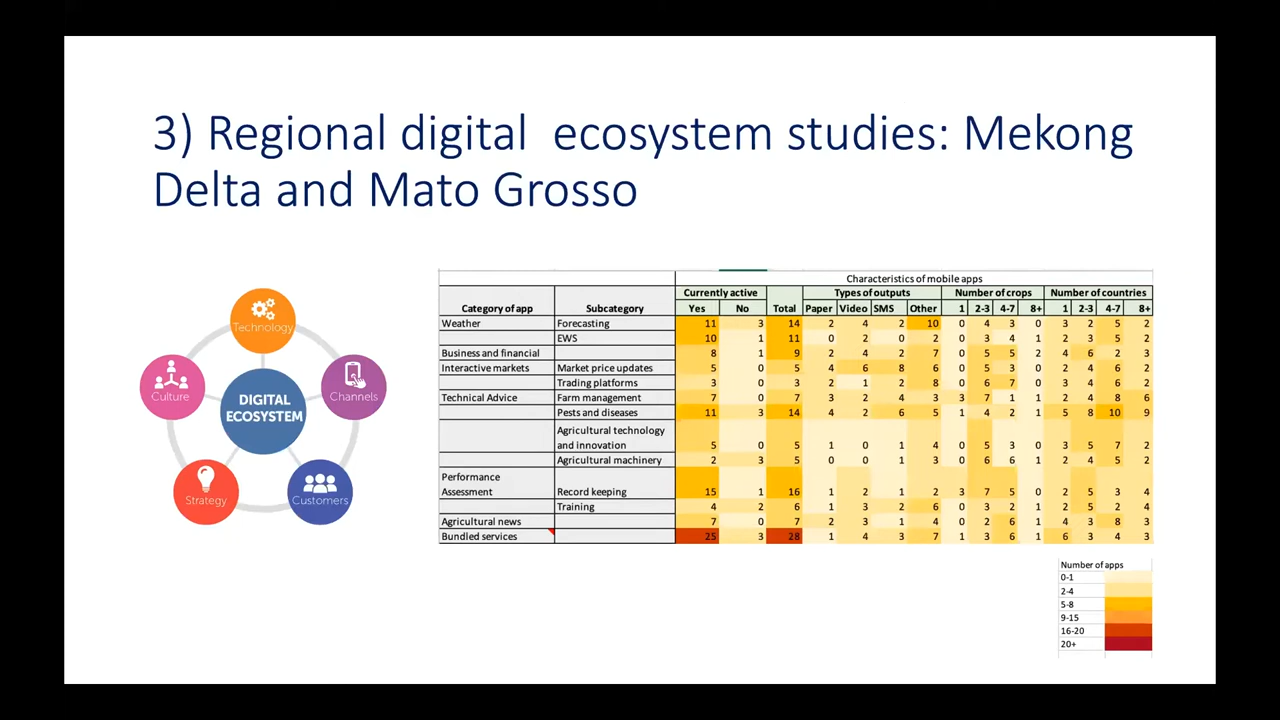 3) Regional digital  ecosystem studies: Mekong
Delta and Mato Grosso
Technology
Culture
Channels
DIGITAL
ECOSYSTEM
Strategy
Customers
Characteristics of mobile apps
Currently active Types of outputs Number of crops Number of countries
Category of app Subcategory Yes No Total Paper Video SMS Other 1 2-3 4-7 8+ 1 2-3 4-7 8+
Weather Forecasting 11 3 14 2 4 2 10 0 4 3 0 3 2 5 2
EWS 10 1 11 0 2 0 2 0 3 4 1 2 3 5 2
Business and financial 8 1 9 2 4 2 7 0 5 5 2 4 6 2 3
Interactive markets Market price updates 5 0 5 4 6 8 6 0 5 3 0 2 4 6 2
Trading platforms 3 0 3 2 1 2 8 0 6 7 0 3 4 6 2
Technical Advice Farm management 7 0 7 3 2 4 3 3 7 1 1 2 4 8 6
Pests and diseases 11 3 14 4 2 6 5 1 4 2 1 5 8 10 9
Agricultural technology
and innovation 5 0 5 1 0 1 4 0 5 3 0 3 5 7 2
Agricultural machinery 2 3 5 0 0 1 3 0 6 6 1 2 4 5 2
Performance
Assessment Record keeping 15 1 16 1 2 1 2 3 7 5 0 2 5 3 4
Training 4 2 6 1 3 2 6 0 3 2 1 2 5 2 4
Agricultural news 7 0 7 2 3 1 4 0 2 6 1 4 3 8 3
Bundled services 25 3 28 1 4 3 7 1 3 6 1 6 3 4 3
Number of apps
0-1
2-4
5-8
9-15
16-20
20+